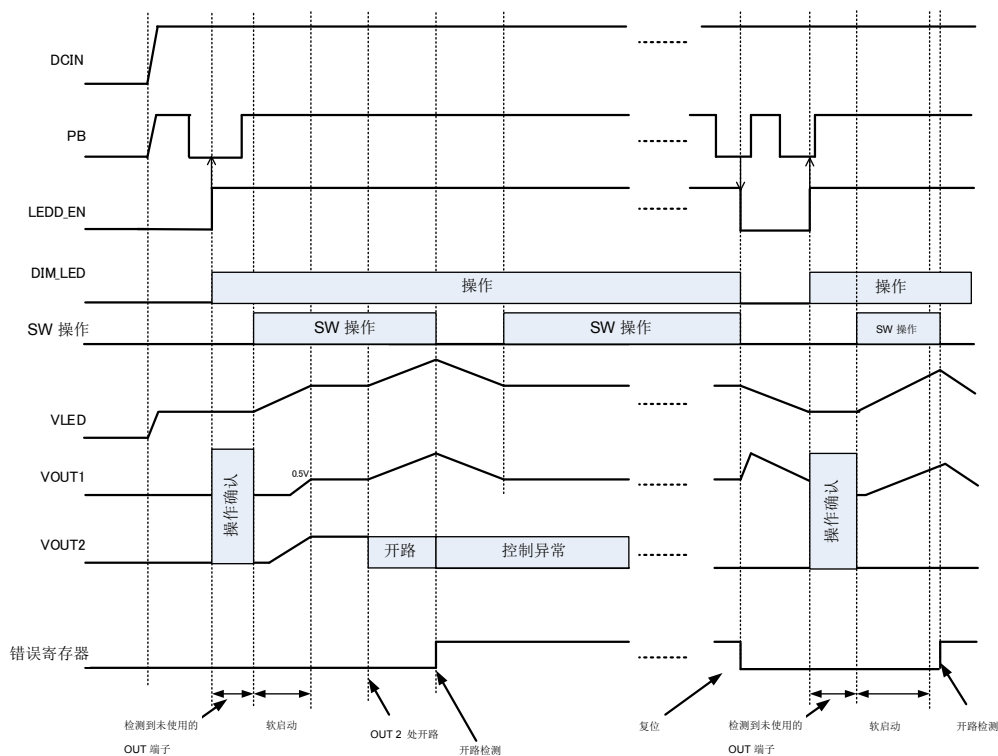 DCIN
PB
LEDD_EN
DIM_LED
操作
操作
SW 操作
SW 操作
SW 操作
SW 操作
VLED
VOUT1
操作确认
0.5V
操作确认
VOUT2
开路
控制异常
错误寄存器
检测到未使用的
OUT 端子
软启动
OUT 2 处开路
开路检测
复位
检测到未使用的
OUT 端子
软启动
开路检测